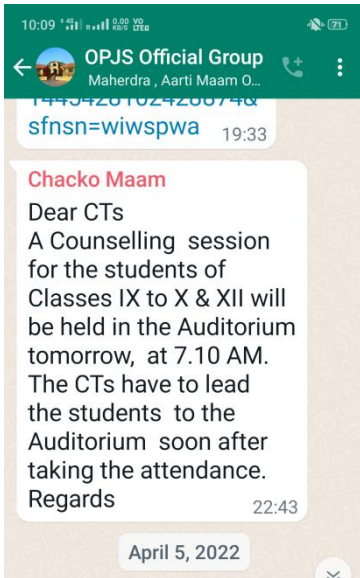 10:09
OPJS Official Group
Maherdra , Aarti Maam O...
sfnsn=wiwspwa 19:33
Chacko Maam
Dear CTs
A Counselling session
for the students of
Classes IX to X & XII will
be held in the Auditorium
tomorrow, at 7.10 AM.
The CTs have to lead
the students to the
Auditorium soon after
taking the attendance.
Regards 22:43
April 5, 2022